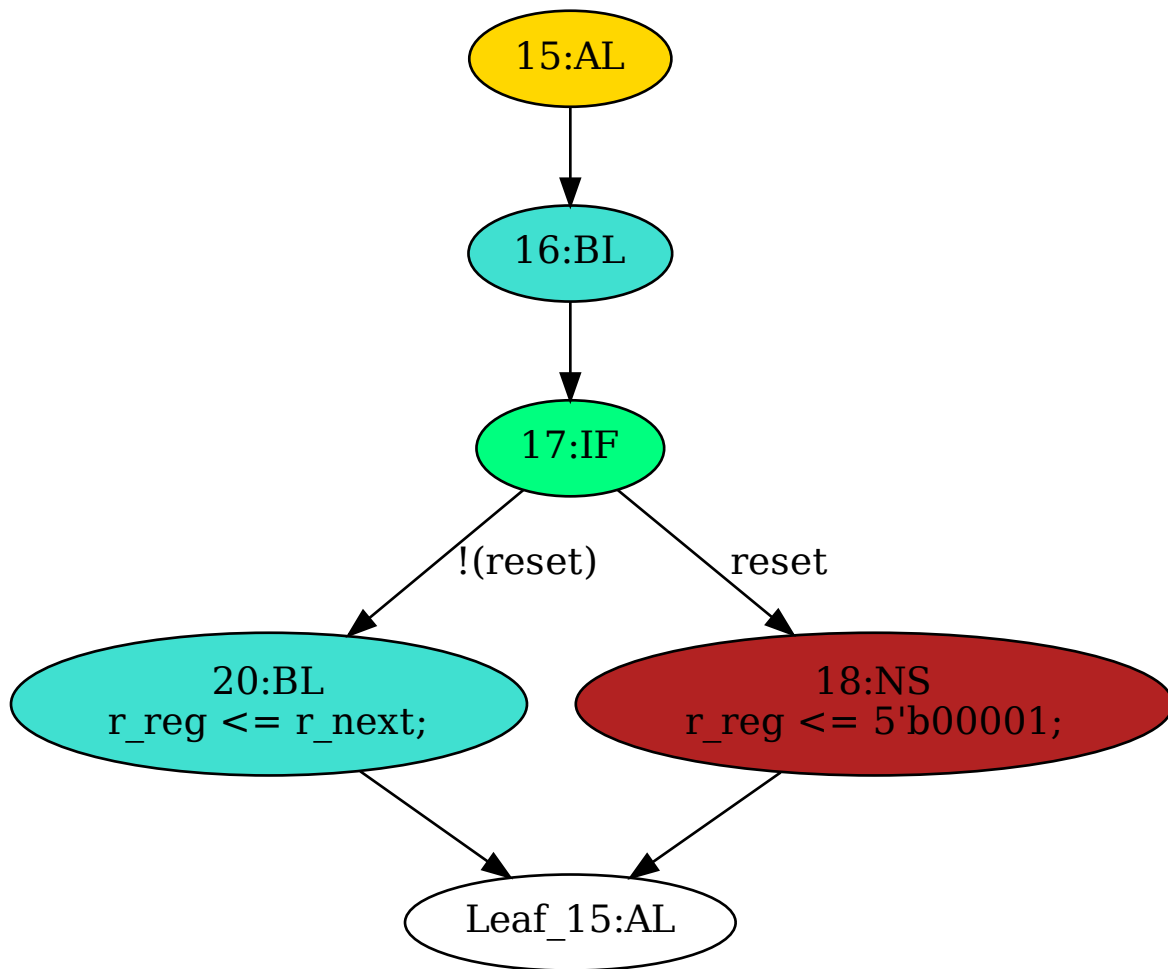 15:AL
16:BL
17:IF
!(reset)
reset
20:BL
r_reg <= r_next;
18:NS
r_reg <= 5'b00001;
Leaf_15:AL